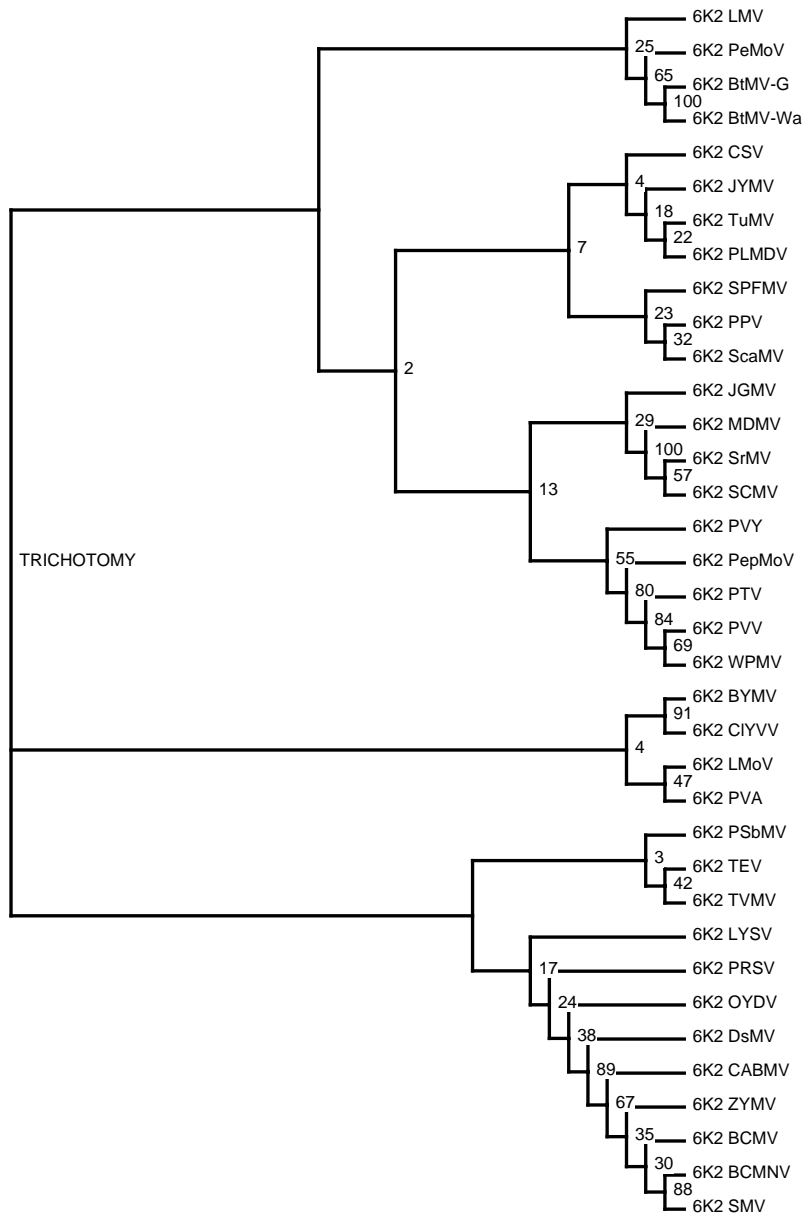 6K2 LMV
25
6K2 PeMoV
65
6K2 BtMV-G
100
6K2 BtMV-Wa
6K2 CSV
4
6K2 JYMV
18
6K2 TuMV
22
6K2 PLMDV
7
6K2 SPFMV
23
6K2 PPV
32
6K2 ScaMV
2
6K2 JGMV
29
6K2 MDMV
100
6K2 SrMV
57
6K2 SCMV
13
6K2 PVY
TRICHOTOMY
55
6K2 PepMoV
80
6K2 PTV
84
6K2 PVV
69
6K2 WPMV
6K2 BYMV
91
6K2 ClYVV
4
6K2 LMoV
47
6K2 PVA
6K2 PSbMV
3
6K2 TEV
42
6K2 TVMV
6K2 LYSV
17
6K2 PRSV
24
6K2 OYDV
38
6K2 DsMV
89
6K2 CABMV
67
6K2 ZYMV
35
6K2 BCMV
30
6K2 BCMNV
88
6K2 SMV